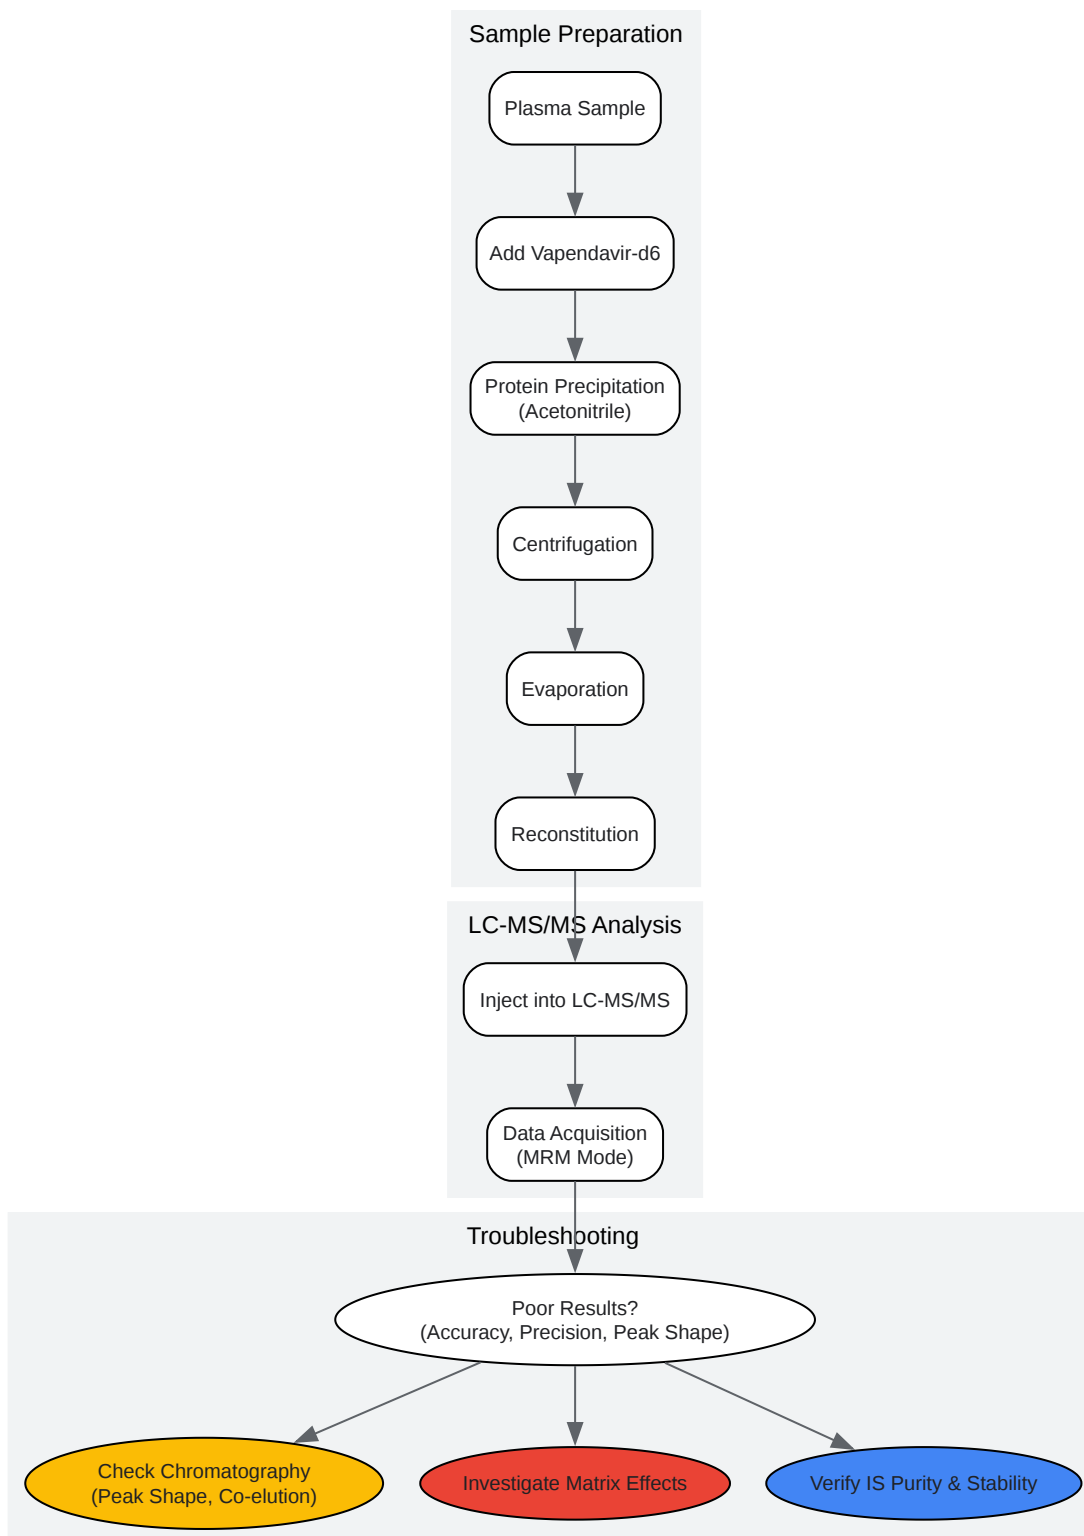 Sample Preparation
Plasma Sample
Add Vapendavir-d6
Protein Precipitation
(Acetonitrile)
Centrifugation
Evaporation
Reconstitution
LC-MS/MS Analysis
Inject into LC-MS/MS
Data Acquisition
(MRM Mode)
Troubleshooting
Poor Results?
(Accuracy, Precision, Peak Shape)
Check Chromatography
(Peak Shape, Co-elution)
Investigate Matrix Effects
Verify IS Purity & Stability